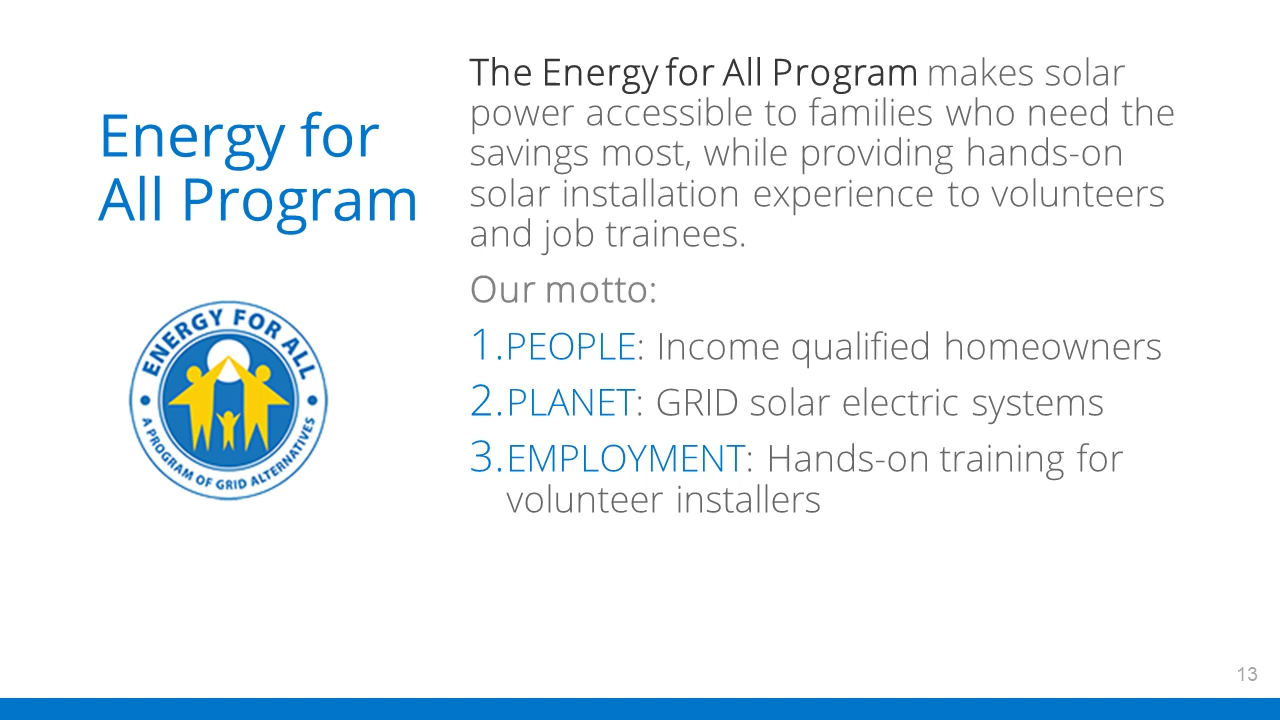 Energy for
All Program
ENERGY FOR ALL
A PROGRAM OF GRID ALTERNATIVES
The Energy for All Program makes solar
power accessible to families who need the
savings most, while providing hands-on
solar installation experience to volunteers
and job trainees.
Our motto:
1.PEOPLE: Income qualified homeowners
2.PLANET: GRID solar electric systems
3.EMPLOYMENT: Hands-on training for
volunteer installers
13